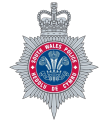 SOUTH WALES POLICE
HEDDLU DE CYMRU